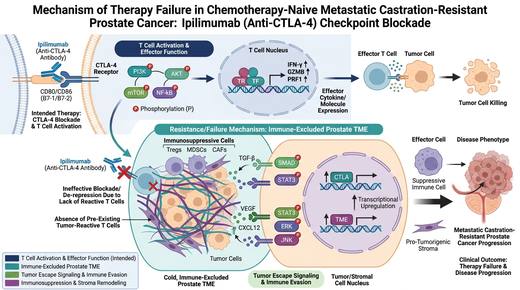 Mechanism of Therapy Failure in Chemotherapy-Naive Metastatic Castration-Resistant
Prostate Cancer: Ipilimumab (Anti-CTLA-4) Checkpoint Blockade
Ipilimumab
(Anti-CTLA-4
Antibody)
CTLA-4
Receptor
CD80/CD86
(B7-1/B7-2)
Intended Therapy:
CTLA-4 Blockade
& T Cell Activation
T Cell Activation &
Effector Function
PI3K
AKT
mTOR
NF-kB
P
P
P
P
P Phosphorylation (P)
T Cell Nucleus
TR
TF
IFN-γ
GZMB
PRF1
Effector
Cytokine/
Molecule
Expression
Effector T Cell
Tumor Cell
Tumor Cell Killing
Resistance/Failure Mechanism: Immune-Excluded Prostate TME
Ipilimumab
(Anti-CTLA-4 Antibody)
Ineffective Blockade/
De-repression Due to
Lack of Reactive T Cells
Absence of Pre-Existing
Tumor-Reactive T Cells
Immunosuppressive Cells
Tregs
MDSCs
CAFs
TGF-β
VEGF
CXCL12
Tumor Cells
SMAD
STAT3
STAT3
ERK
JNK
CTLA
TME
Transcriptional
Upregulation
Cold, Immune-Excluded
Prostate TME
Tumor Escape Signaling
& Immune Evasion
Tumor/Stromal Cell
Nucleus
Effector Cell
Suppressive
Immune Cell
Pro-Tumorigenic
Stroma
Disease Phenotype
Metastatic Castration-
Resistant Prostate
Cancer Progression
Clinical Outcome:
Therapy Failure &
Disease Progression
T Cell Activation & Effector Function (Intended)
Immune-Excluded Prostate TME
Tumor Escape Signaling & Immune Evasion
Immunosuppression & Stroma Remodeling